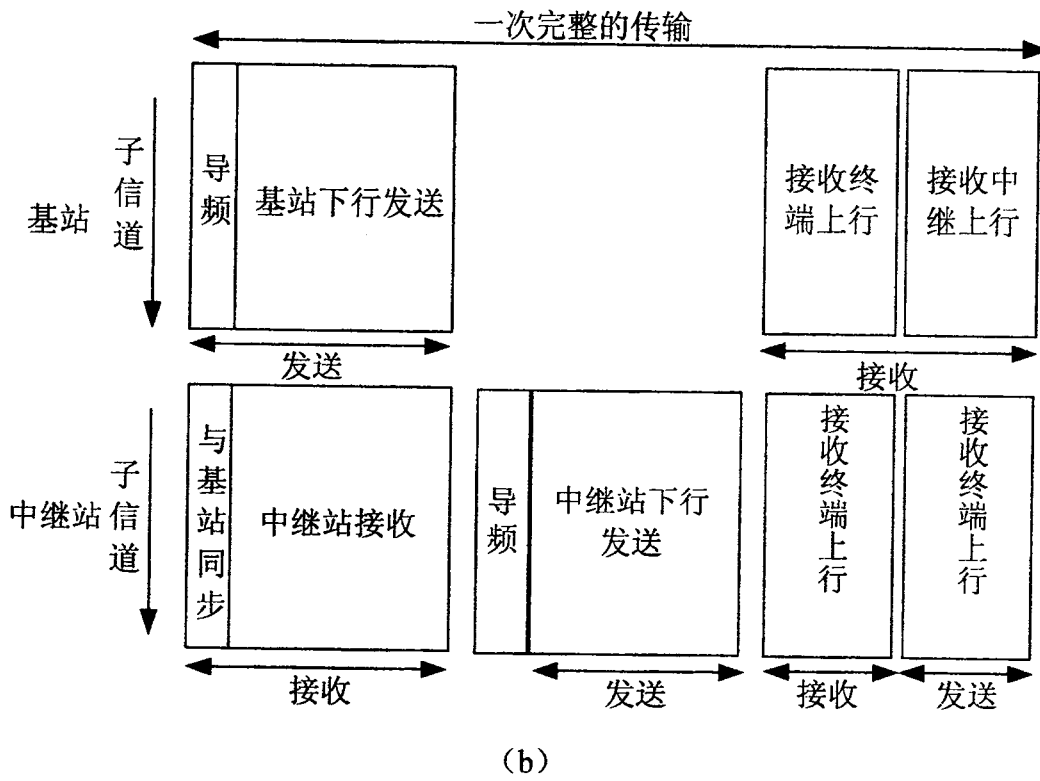 一次完整的传输
基站
子信道
导频
基站下行发送
接收终
端上行
接收中
继上行
发送
接收
中继站
子信道
与基站同步
中继站接收
导频
中继站下行
发送
接收终端上行
接收终端上行
接收
发送
接收
发送
(b)